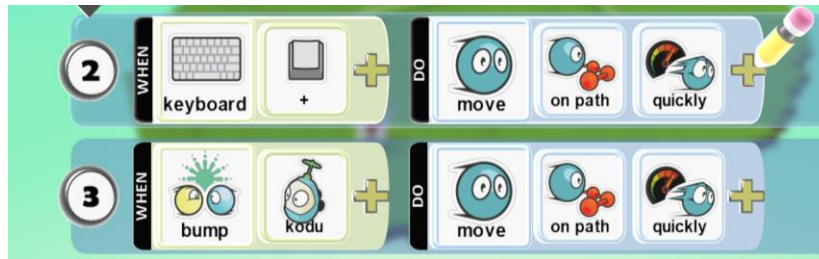 2 WHEN keyboard + DO move on path quickly
3 WHEN bump kodu DO move on path quickly